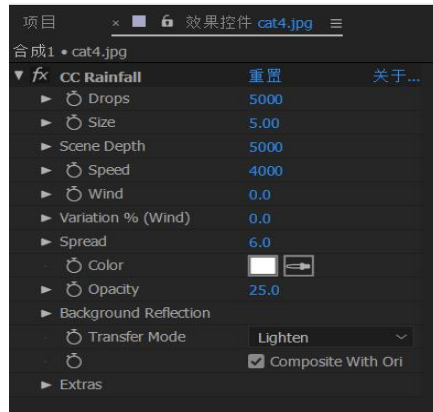 项目 × 效果控件 cat4.jpg ≡
合成1 • cat4.jpg
fx CC Rainfall 重置 关于...
Drops 5000
Size 5.00
Scene Depth 5000
Speed 4000
Wind 0.0
Variation % (Wind) 0.0
Spread 6.0
Color
Opacity 25.0
Background Reflection
Transfer Mode Lighten
Composite With Ori
Extras